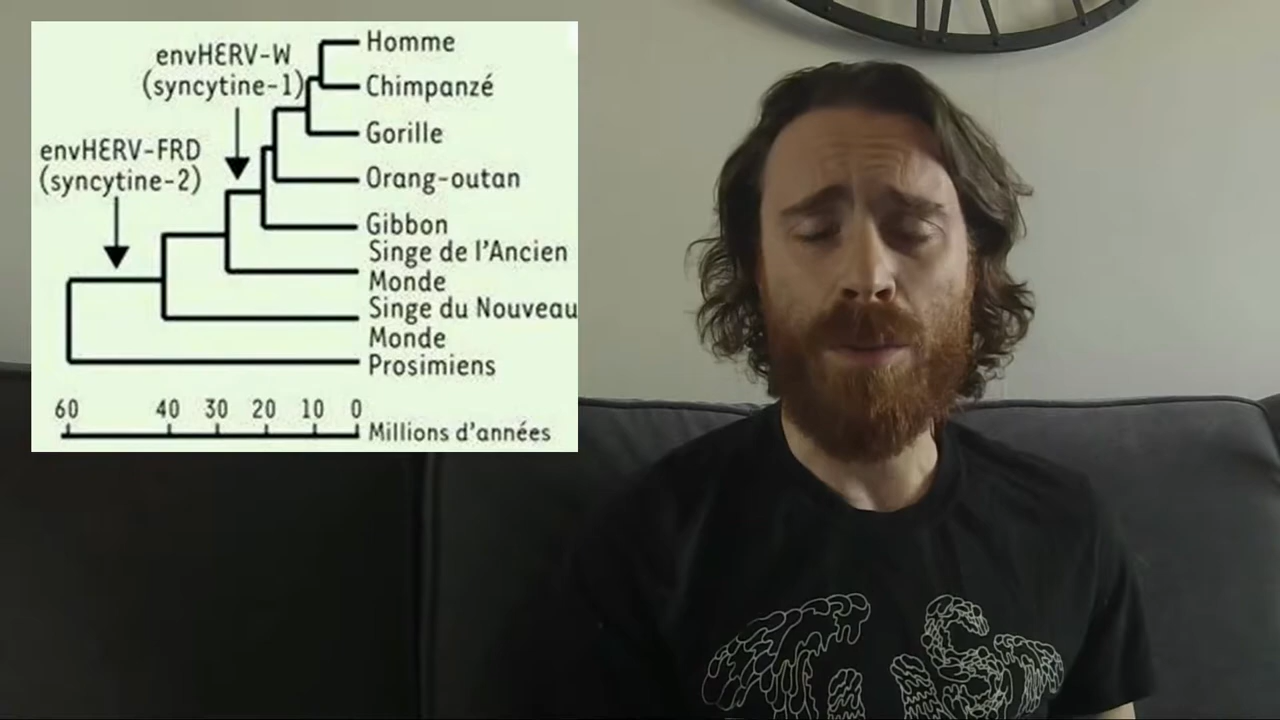 Homme
envHERV-W
(syncytine-1)
Chimpanzé
Gorille
envHERV-FRD
(syncytine-2)
Orang-outan
Gibbon
Singe de l'Ancien
Monde
Singe du Nouveau
Monde
Prosimiens
60 40 30 20 10 0
Millions d'années